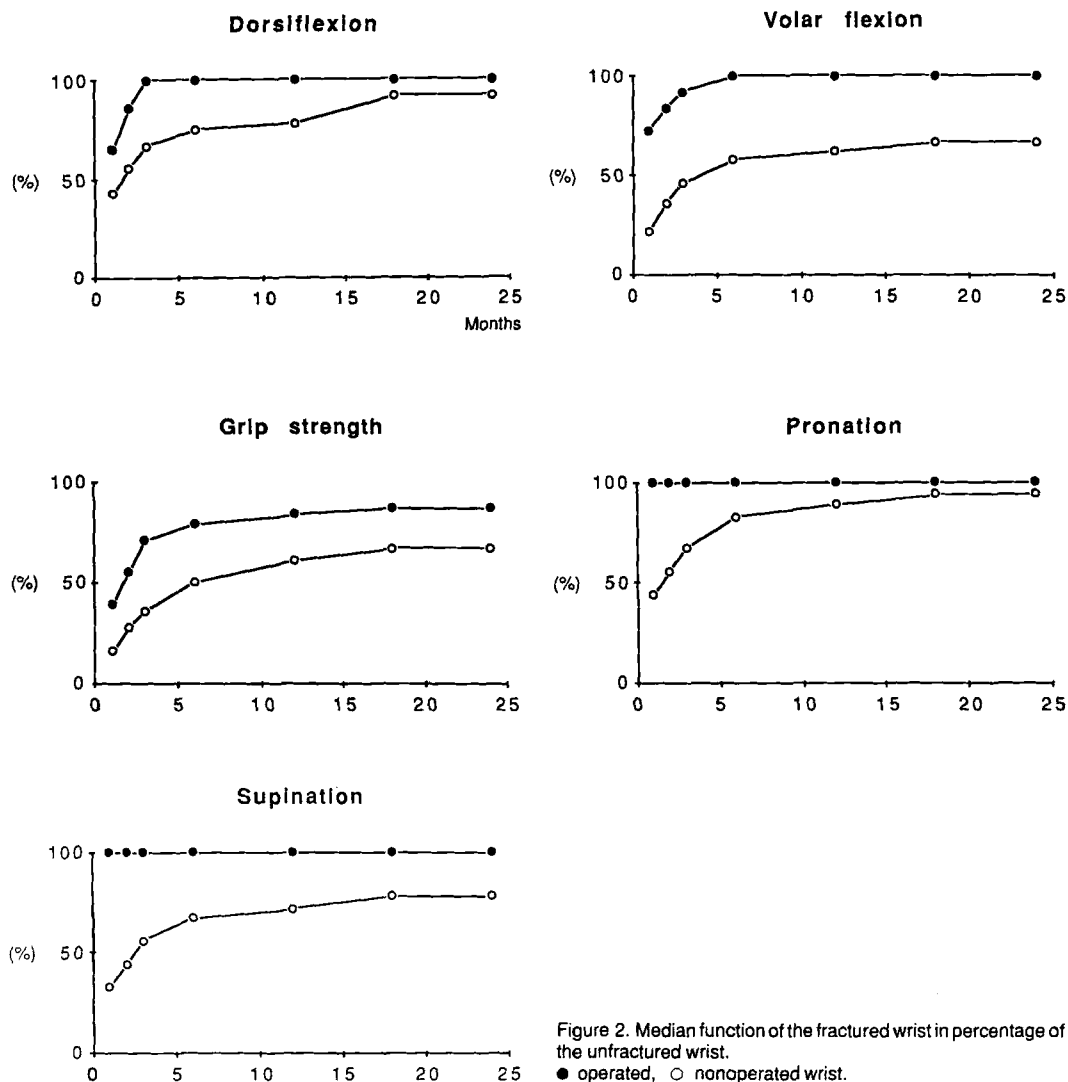 Dorsiflexion
100
50
0
(%)
0 5 10 15 20 25
Months
Volar flexion
100
50
0
(%)
0 5 10 15 20 25
Grip strength
100
50
0
(%)
0 5 10 15 20 25
Pronation
100
50
0
(%)
0 5 10 15 20 25
Supination
100
50
0
(%)
0 5 10 15 20 25
Figure 2. Median function of the fractured wrist in percentage of
the unfractured wrist.
● operated, ○ nonoperated wrist.